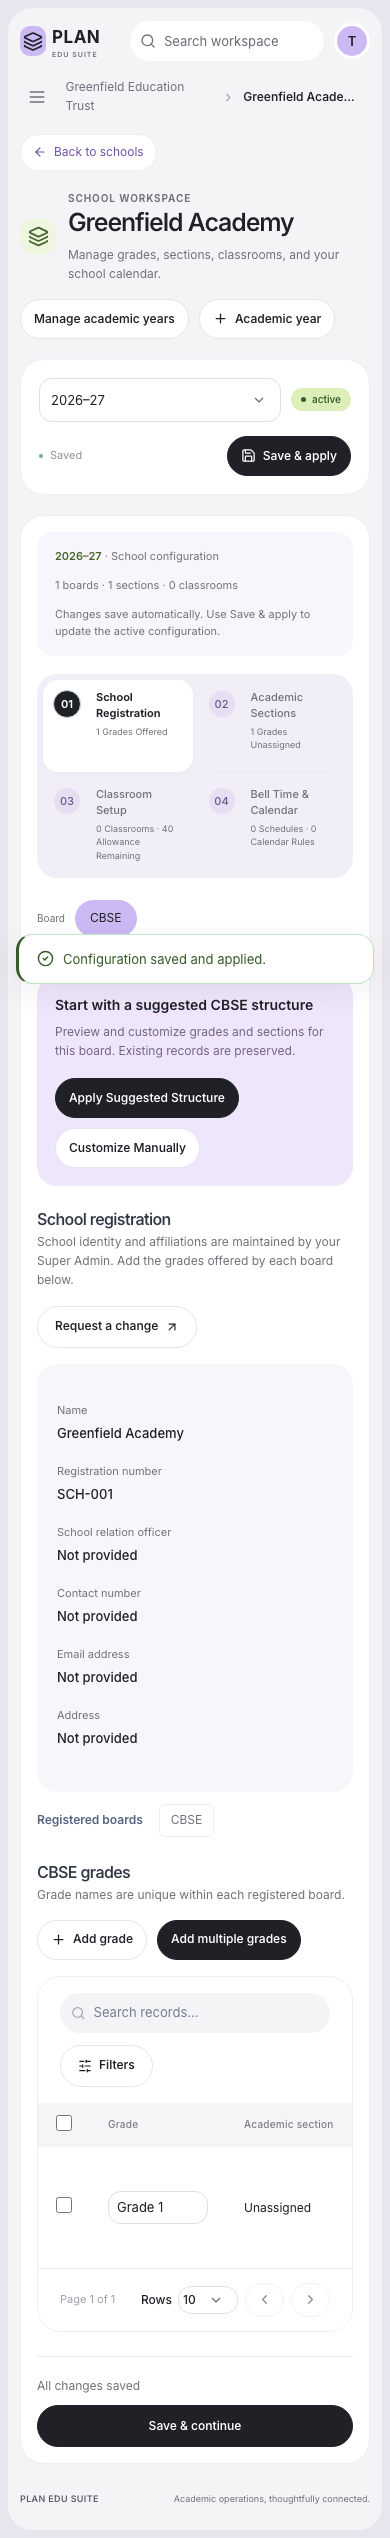 PLAN
EDU SUITE
Search workspace
T
Greenfield Education
Trust
Greenfield Acade...
Back to schools
SCHOOL WORKSPACE
Greenfield Academy
Manage grades, sections, classrooms, and your
school calendar.
Manage academic years
Academic year
2026–27
active
Saved
Save & apply
2026–27 · School configuration
1 boards · 1 sections · 0 classrooms
Changes save automatically. Use Save & apply to
update the active configuration.
01
School
Registration
1 Grades Offered
02
Academic
Sections
1 Grades
Unassigned
03
Classroom
Setup
0 Classrooms · 40
Allowance
Remaining
04
Bell Time &
Calendar
0 Schedules · 0
Calendar Rules
Board
CBSE
Configuration saved and applied.
Start with a suggested CBSE structure
Preview and customize grades and sections for
this board. Existing records are preserved.
Apply Suggested Structure
Customize Manually
School registration
School identity and affiliations are maintained by your
Super Admin. Add the grades offered by each board
below.
Request a change
Name
Greenfield Academy
Registration number
SCH-001
School relation officer
Not provided
Contact number
Not provided
Email address
Not provided
Address
Not provided
Registered boards
CBSE
CBSE grades
Grade names are unique within each registered board.
Add grade
Add multiple grades
Search records...
Filters
Grade
Academic section
Grade 1
Unassigned
Page 1 of 1
Rows
10
All changes saved
Save & continue
PLAN EDU SUITE
Academic operations, thoughtfully connected.